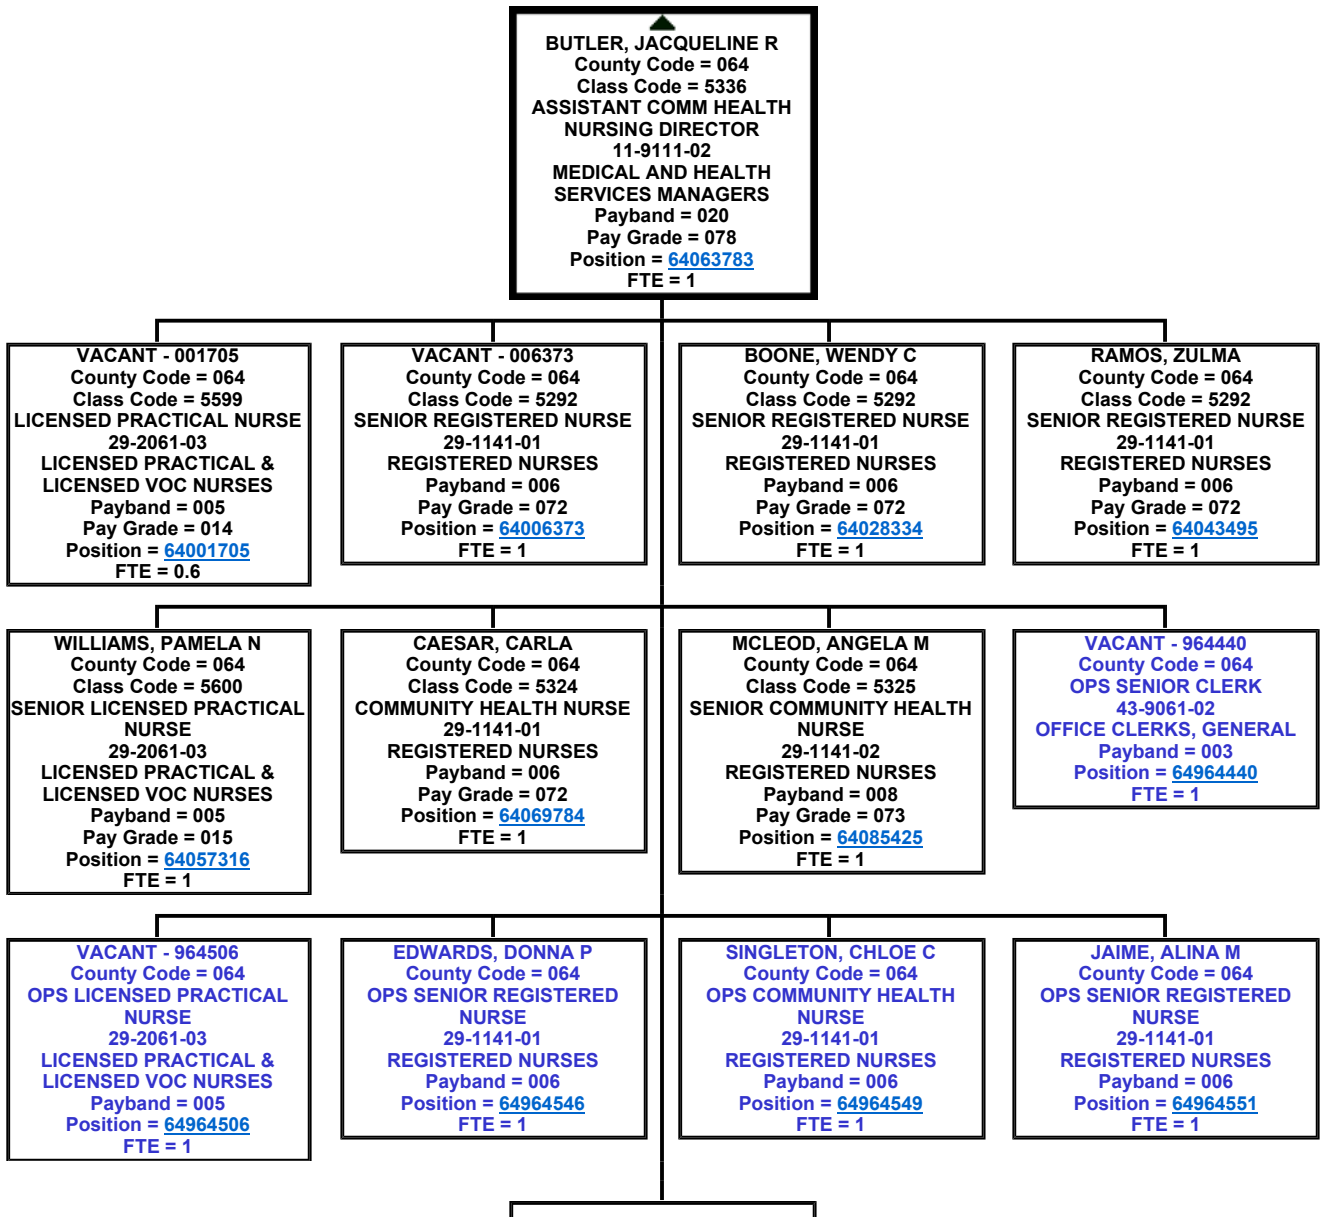 BUTLER, JACQUELINE R
County Code = 064
Class Code = 5336
ASSISTANT COMM HEALTH
NURSING DIRECTOR
11-9111-02
MEDICAL AND HEALTH
SERVICES MANAGERS
Payband = 020
Pay Grade = 078
Position = 64063783
FTE = 1
VACANT - 001705
County Code = 064
Class Code = 5599
LICENSED PRACTICAL NURSE
29-2061-03
LICENSED PRACTICAL &
LICENSED VOC NURSES
Payband = 005
Pay Grade = 014
Position = 64001705
FTE = 0.6
VACANT - 006373
County Code = 064
Class Code = 5292
SENIOR REGISTERED NURSE
29-1141-01
REGISTERED NURSES
Payband = 006
Pay Grade = 072
Position = 64006373
FTE = 1
BOONE, WENDY C
County Code = 064
Class Code = 5292
SENIOR REGISTERED NURSE
29-1141-01
REGISTERED NURSES
Payband = 006
Pay Grade = 072
Position = 64028334
FTE = 1
RAMOS, ZULMA
County Code = 064
Class Code = 5292
SENIOR REGISTERED NURSE
29-1141-01
REGISTERED NURSES
Payband = 006
Pay Grade = 072
Position = 64043495
FTE = 1
WILLIAMS, PAMELA N
County Code = 064
Class Code = 5600
SENIOR LICENSED PRACTICAL
NURSE
29-2061-03
LICENSED PRACTICAL &
LICENSED VOC NURSES
Payband = 005
Pay Grade = 015
Position = 64057316
FTE = 1
CAESAR, CARLA
County Code = 064
Class Code = 5324
COMMUNITY HEALTH NURSE
29-1141-01
REGISTERED NURSES
Payband = 006
Pay Grade = 072
Position = 64069784
FTE = 1
MCLEOD, ANGELA M
County Code = 064
Class Code = 5325
SENIOR COMMUNITY HEALTH
NURSE
29-1141-02
REGISTERED NURSES
Payband = 008
Pay Grade = 073
Position = 64085425
FTE = 1
VACANT - 964440
County Code = 064
OPS SENIOR CLERK
43-9061-02
OFFICE CLERKS, GENERAL
Payband = 003
Position = 64964440
FTE = 1
VACANT - 964506
County Code = 064
OPS LICENSED PRACTICAL
NURSE
29-2061-03
LICENSED PRACTICAL &
LICENSED VOC NURSES
Payband = 005
Position = 64964506
FTE = 1
EDWARDS, DONNA P
County Code = 064
OPS SENIOR REGISTERED
NURSE
29-1141-01
REGISTERED NURSES
Payband = 006
Position = 64964546
FTE = 1
SINGLETON, CHLOE C
County Code = 064
OPS COMMUNITY HEALTH
NURSE
29-1141-01
REGISTERED NURSES
Payband = 006
Position = 64964549
FTE = 1
JAIME, ALINA M
County Code = 064
OPS SENIOR REGISTERED
NURSE
29-1141-01
REGISTERED NURSES
Payband = 006
Position = 64964551
FTE = 1